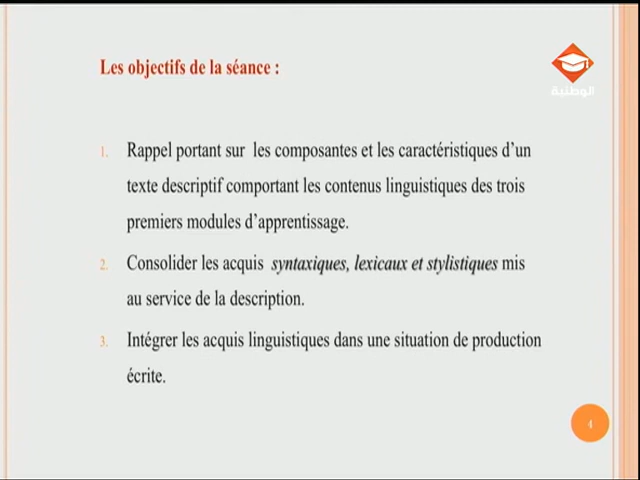 Les objectifs de la séance :
الوطنية
1. Rappel portant sur les composantes et les caractéristiques d’un
texte descriptif comportant les contenus linguistiques des trois
premiers modules d’apprentissage.
2. Consolider les acquis syntaxiques, lexicaux et stylistiques mis
au service de la description.
3. Intégrer les acquis linguistiques dans une situation de production
écrite.
4